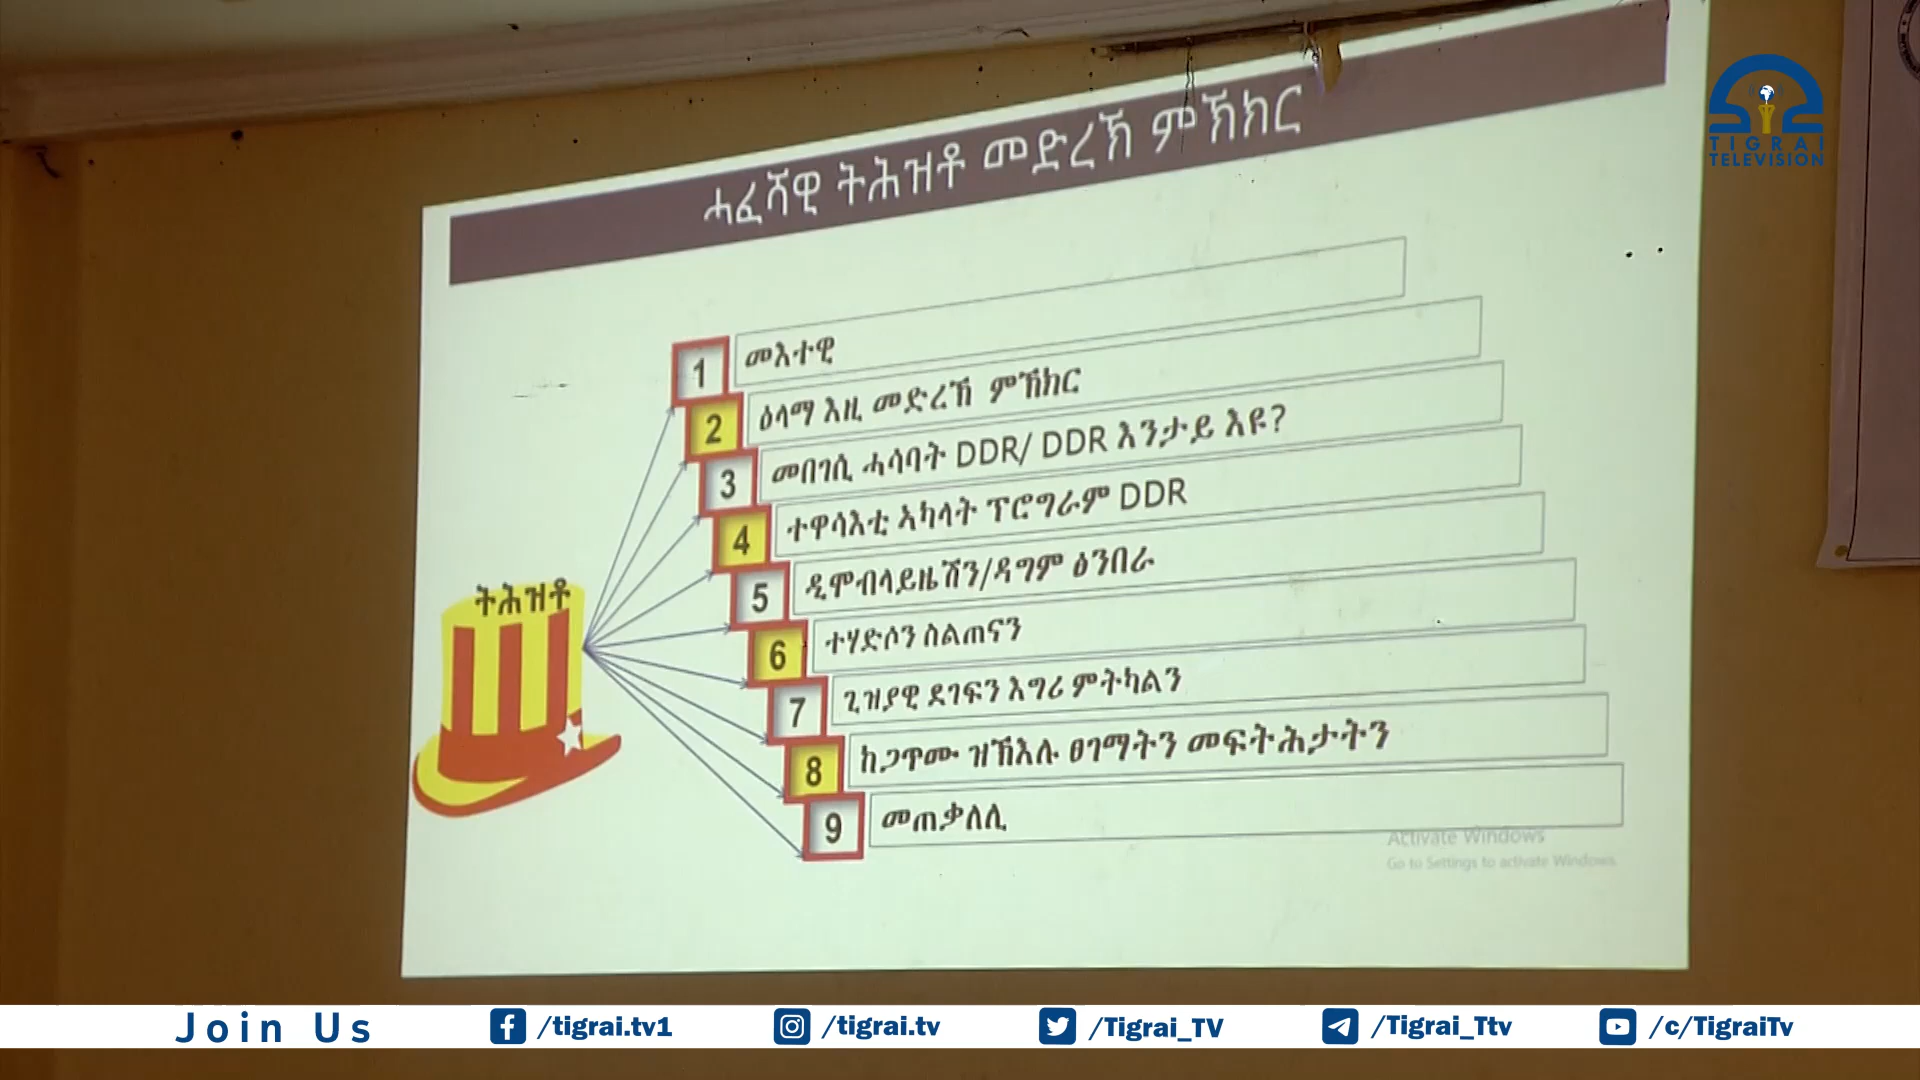 TIGRAI
TELEVISION
ሓፈሻዊ ትሕዝቶ መድረኽ ምኽክር
ትሕዝቶ
1 መእተዊ
2 ዕላማ እዚ መድረኽ ምኽክር
3 መበገሲ ሓሳባት DDR/ DDR እንታይ እዩ?
4 ተዋሳእቲ ኣካላት ፕሮግራም DDR
5 ዲሞብላይዜሽን/ዳግም ፅንበራ
6 ተሃድሶን ስልጠናን
7 ጊዝያዊ ደገፍን እግሪ ምትካልን
8 ከጋጥሙ ዝኽእሉ ፀገማትን መፍትሕታትን
9 መጠቃለሊ
Activate Windows
Go to Settings to activate Windows.
Join Us
/tigrai.tv1
/tigrai.tv
/Tigrai_TV
/Tigrai_Ttv
/c/TigraiTv